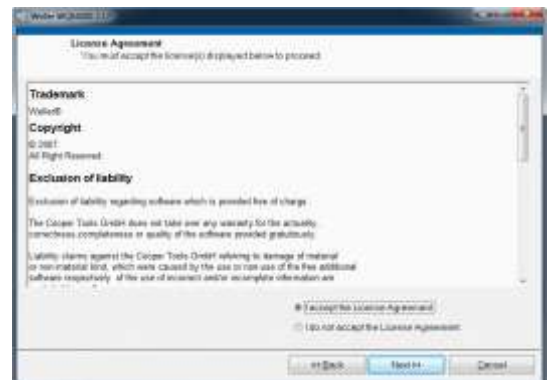 License Agreement
You must accept the license(s) displayed below to proceed.
Trademark
Weller®
Copyright
© 2007
All Right Reserved.
Exclusion of liability
Exclusion of liability regarding software which is provided free of charge
The Cooper Tools GmbH does not take over any warranty for the actuality,
correctness, completeness or quality of the software provided gratuitously.
Liability claims against the Cooper Tools GmbH referring to damage of material
or non-material kind, which were caused by the use or non-use of the free additional
software respectively of the use of incorrect and/or incomplete information are
I accept the License Agreement
I do not accept the License Agreement
<< Back
Next >>
Cancel